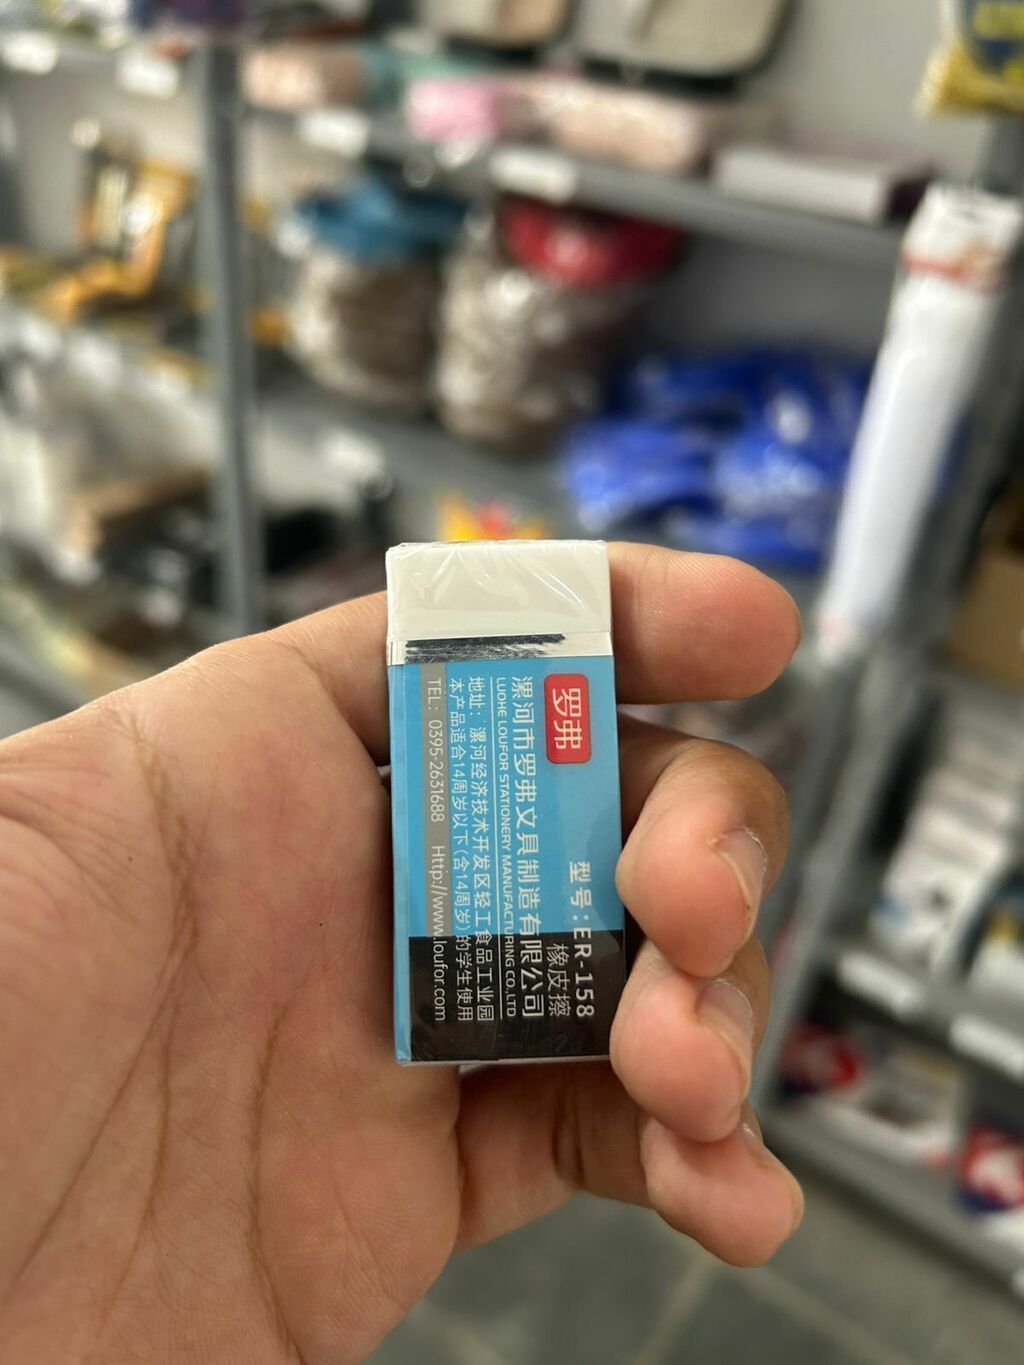 罗弗
型号:ER-158
橡皮擦
漯河市罗弗文具制造有限公司
LUOHE LOUFOR STATIONERY MANUFACTURING CO.,LTD
地址:漯河经济技术开发区轻工食品工业园
本产品适合14周岁以下(含14周岁)的学生使用
TEL: 0395-2631688 Http://www.loufor.com